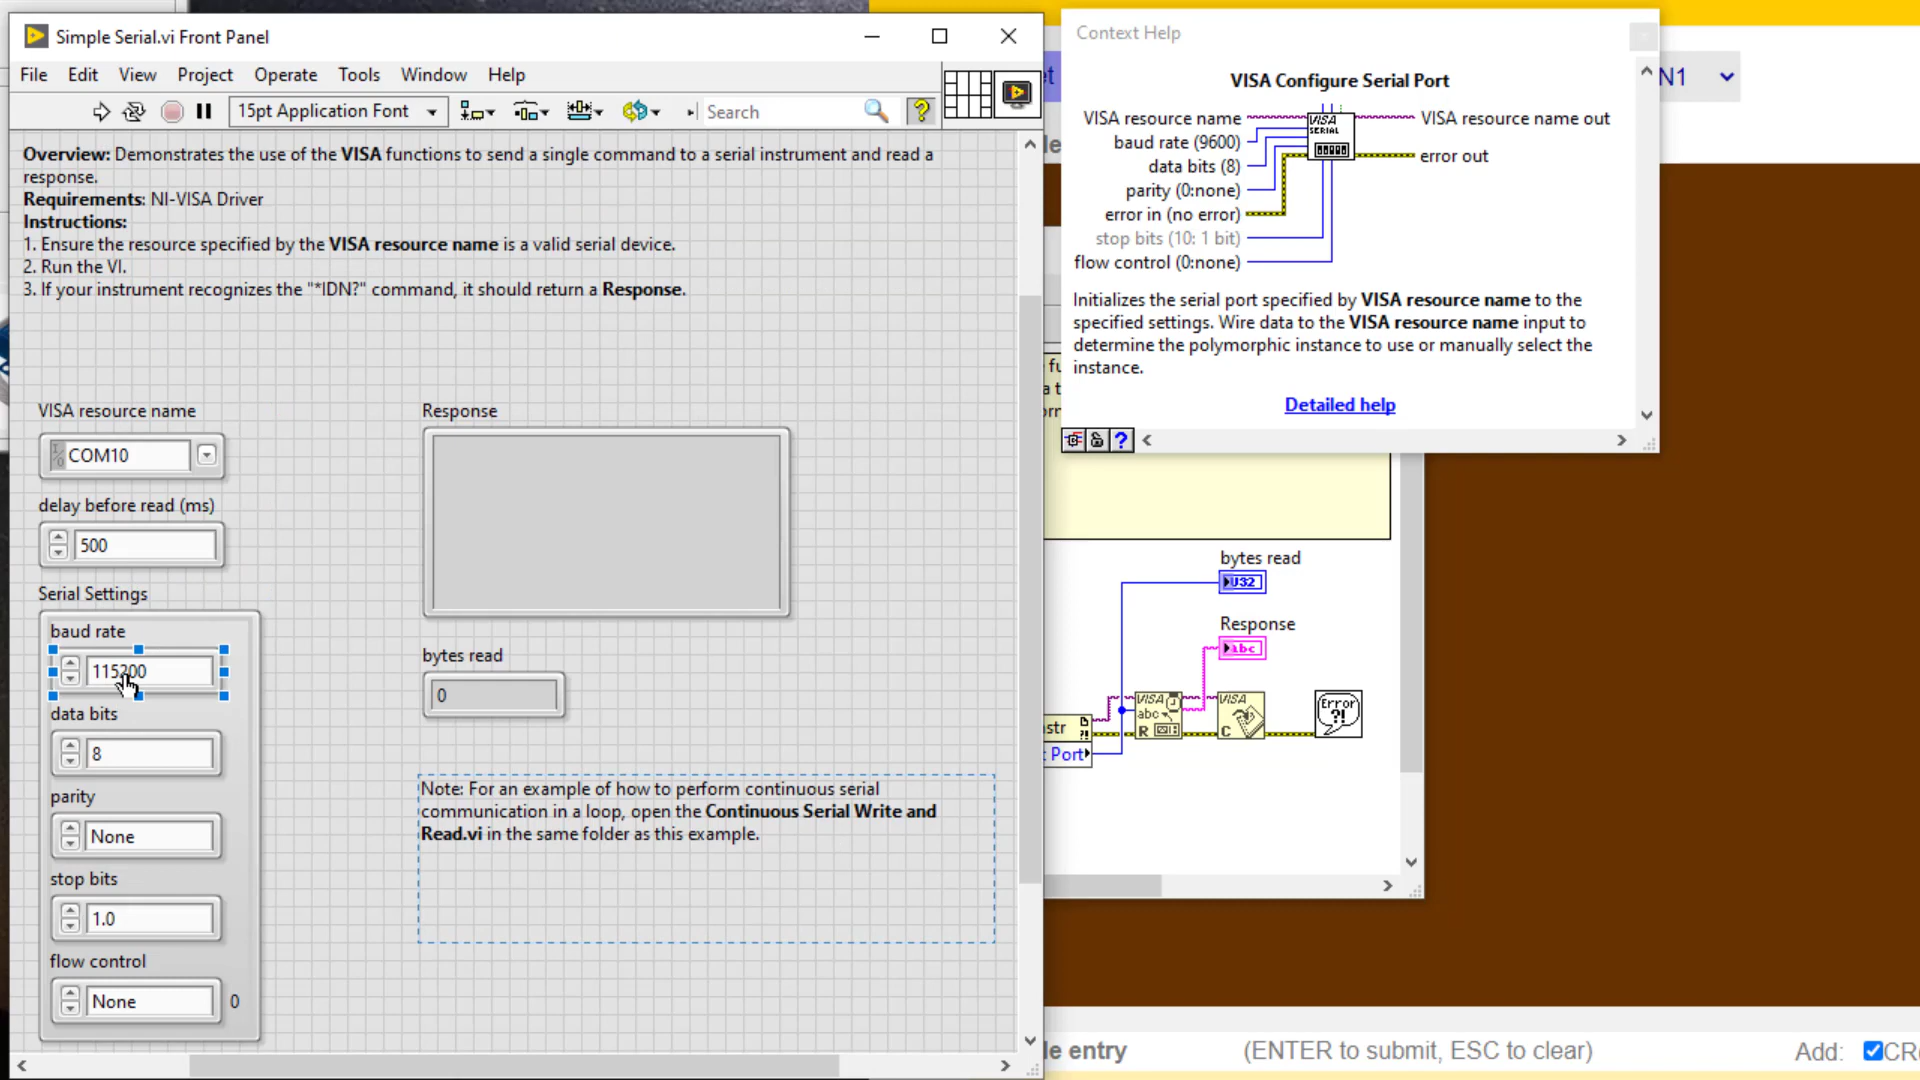 Simple Serial.vi Front Panel
File Edit View Project Operate Tools Window Help
15pt Application Font
Search
Overview: Demonstrates the use of the VISA functions to send a single command to a serial instrument and read a
response.
Requirements: NI-VISA Driver
Instructions:
1. Ensure the resource specified by the VISA resource name is a valid serial device.
2. Run the VI.
3. If your instrument recognizes the "*IDN?" command, it should return a Response.
VISA resource name
COM10
delay before read (ms)
500
Serial Settings
baud rate
115200
data bits
8
parity
None
stop bits
1.0
flow control
None 0
Response
bytes read
0
Note: For an example of how to perform continuous serial
communication in a loop, open the Continuous Serial Write and
Read.vi in the same folder as this example.
Context Help
VISA Configure Serial Port
VISA resource name
baud rate (9600)
data bits (8)
parity (0:none)
error in (no error)
stop bits (10: 1 bit)
flow control (0:none)
VISA SERIAL
VISA resource name out
error out
Initializes the serial port specified by VISA resource name to the
specified settings. Wire data to the VISA resource name input to
determine the polymorphic instance to use or manually select the
instance.
Detailed help
N1
bytes read
U32
Response
abc
VISA
abc
R
VISA
C
Error
?!
str
Port
le entry (ENTER to submit, ESC to clear) Add: CR